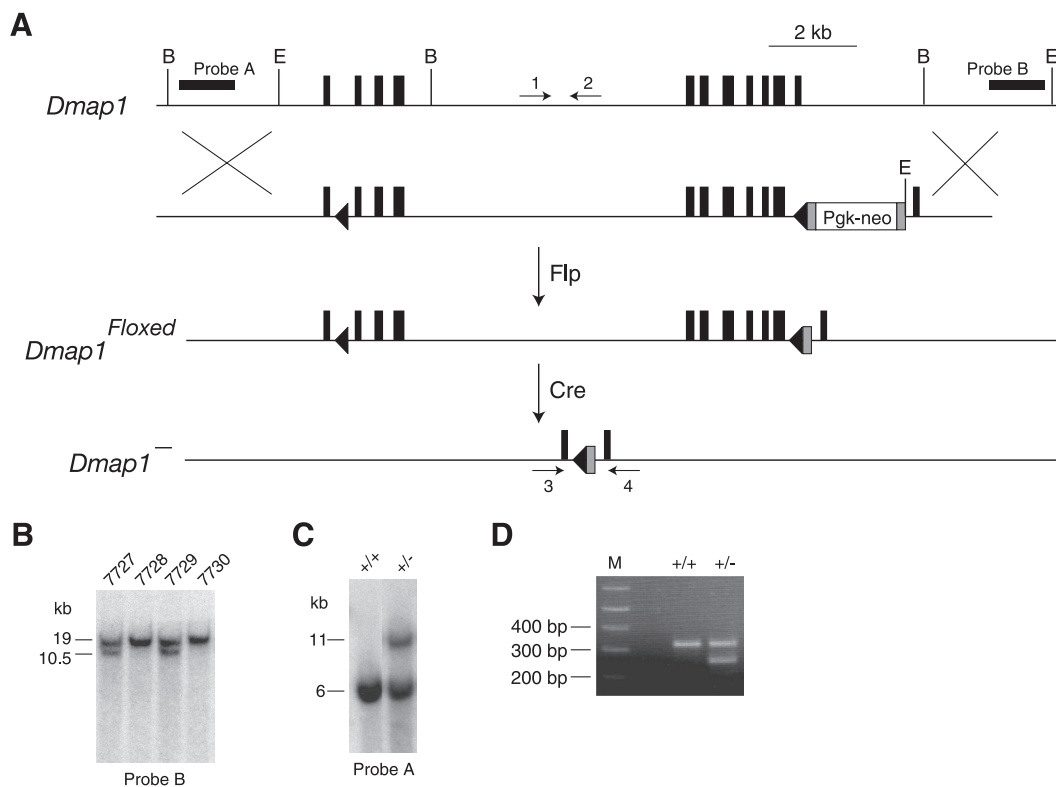 A
2 kb
B
E
B
B
E
Probe A
Probe B
1
2
Dmap1
E
Pgk-neo
Flp
Dmap1 Floxed
Cre
Dmap1 —
3
4
B
7727
7728
7729
7730
kb
19
10.5
Probe B
C
+/+
+/-
kb
11
6
Probe A
D
M
+/+
+/-
400 bp
300 bp
200 bp